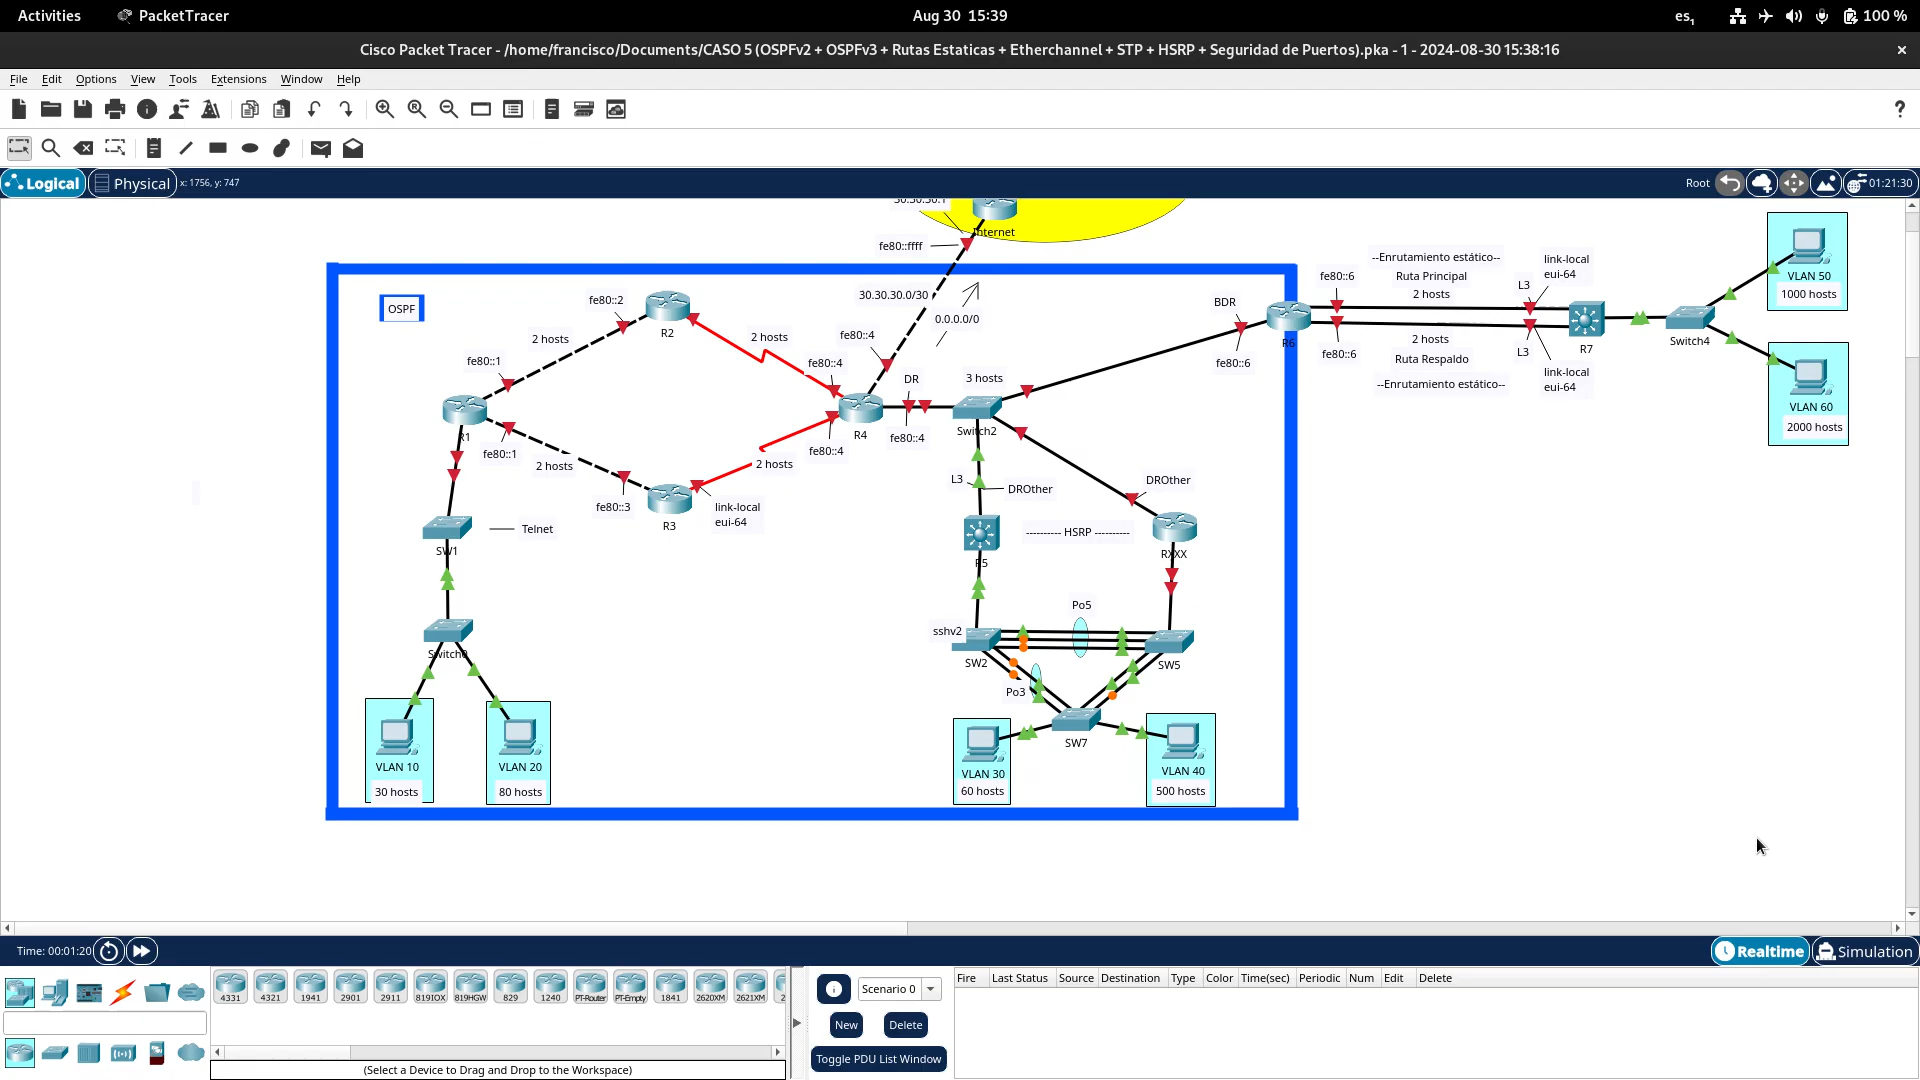 Activities
PacketTracer
Aug 30 15:39
es₁
100 %
Cisco Packet Tracer - /home/francisco/Documents/CASO 5 (OSPFv2 + OSPFv3 + Rutas Estaticas + Etherchannel + STP + HSRP + Seguridad de Puertos).pka - 1 - 2024-08-30 15:38:16
File Edit Options View Tools Extensions Window Help
Logical
Physical
x: 1756, y: 747
Root
01:21:30
30.30.30.1
Internet
fe80::ffff
30.30.30.0/30
0.0.0.0/0
OSPF
fe80::2
R2
2 hosts
2 hosts
fe80::1
fe80::4
fe80::4
DR
3 hosts
BDR
fe80::6
R6
fe80::6
--Enrutamiento estático--
Ruta Principal
2 hosts
link-local
eui-64
L3
R7
fe80::6
2 hosts
Ruta Respaldo
--Enrutamiento estático--
L3
link-local
eui-64
Switch4
VLAN 50
1000 hosts
VLAN 60
2000 hosts
R1
fe80::1
2 hosts
R4
fe80::4
fe80::4
Switch2
2 hosts
fe80::3
R3
link-local
eui-64
L3
DROther
DROther
SW1
Telnet
R5
---------- HSRP ----------
RXXX
Po5
sshv2
SW2
SW5
Po3
SW7
Switch0
VLAN 10
30 hosts
VLAN 20
80 hosts
VLAN 30
60 hosts
VLAN 40
500 hosts
Time: 00:01:20
Realtime
Simulation
4331 4321 1941 2901 2911 819IOX 819HGW 829 1240 PT-Router PT-Empty 1841 2620XM 2621XM 2
(Select a Device to Drag and Drop to the Workspace)
Scenario 0
New
Delete
Toggle PDU List Window
Fire Last Status Source Destination Type Color Time(sec) Periodic Num Edit Delete